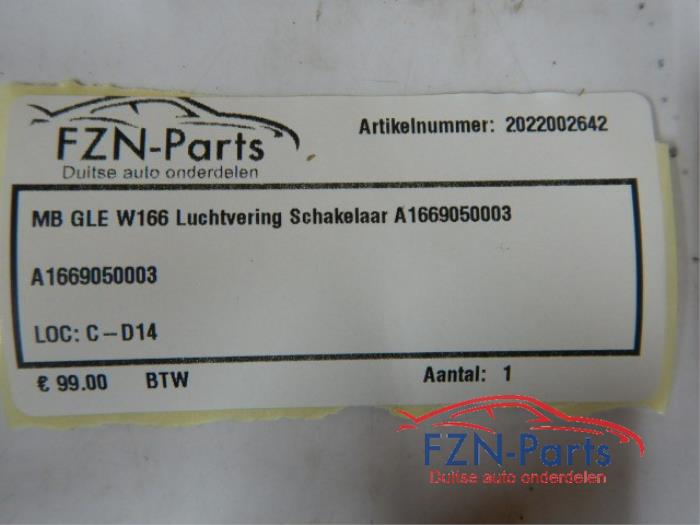 FZN-Parts
Duitse auto onderdelen
Artikelnummer: 2022002642
MB GLE W166 Luchtvering Schakelaar A1669050003
A1669050003
LOC: C-D14
€ 99.00 BTW Aantal: 1
FZN-Parts
Duitse auto onderdelen